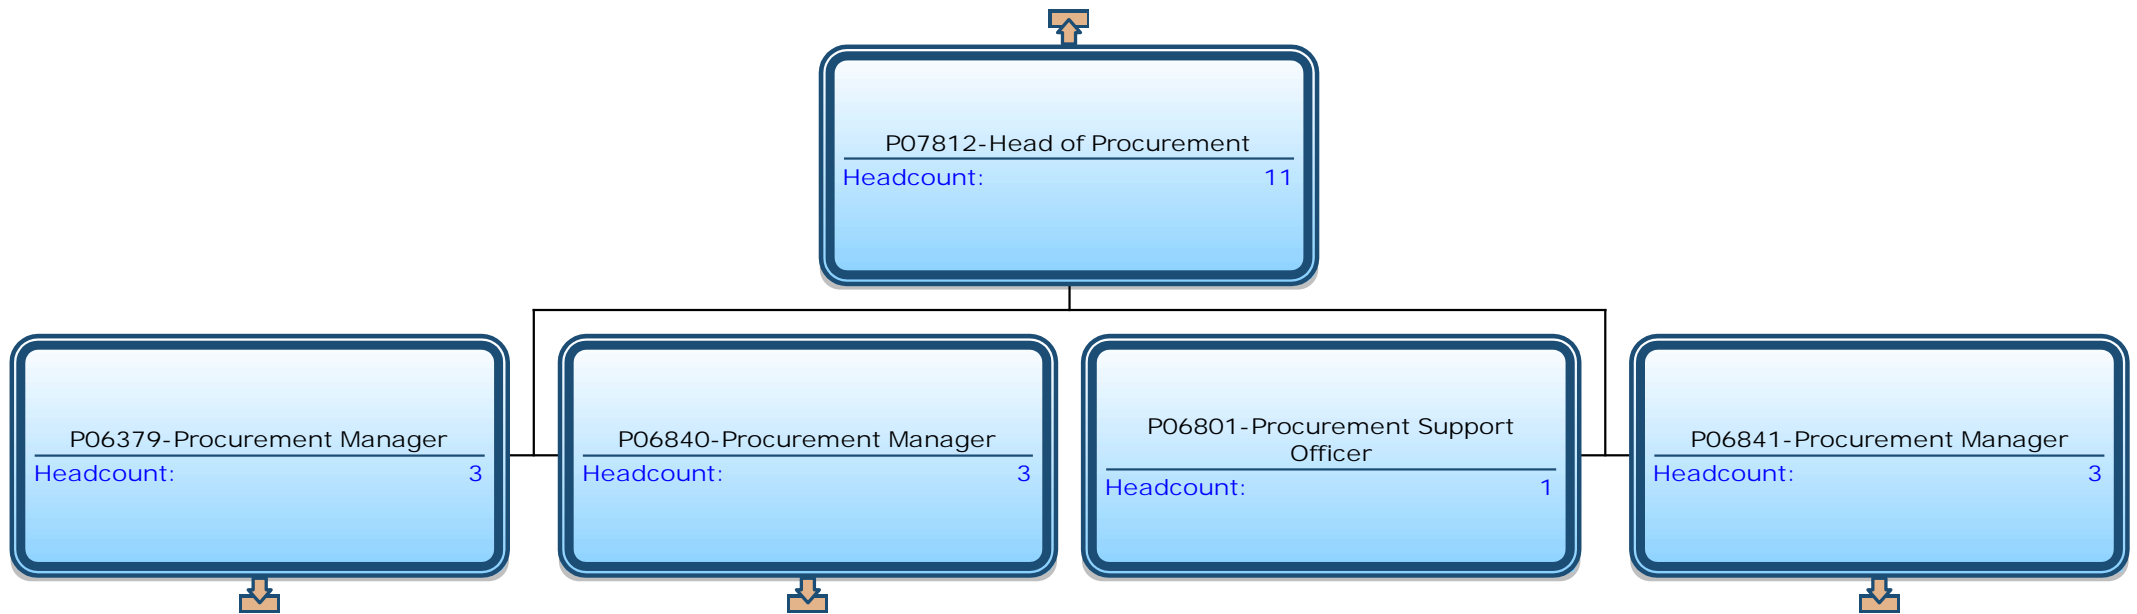 P07812-Head of Procurement
Headcount: 11
P06379-Procurement Manager
Headcount: 3
P06840-Procurement Manager
Headcount: 3
P06801-Procurement Support
Officer
Headcount: 1
P06841-Procurement Manager
Headcount: 3